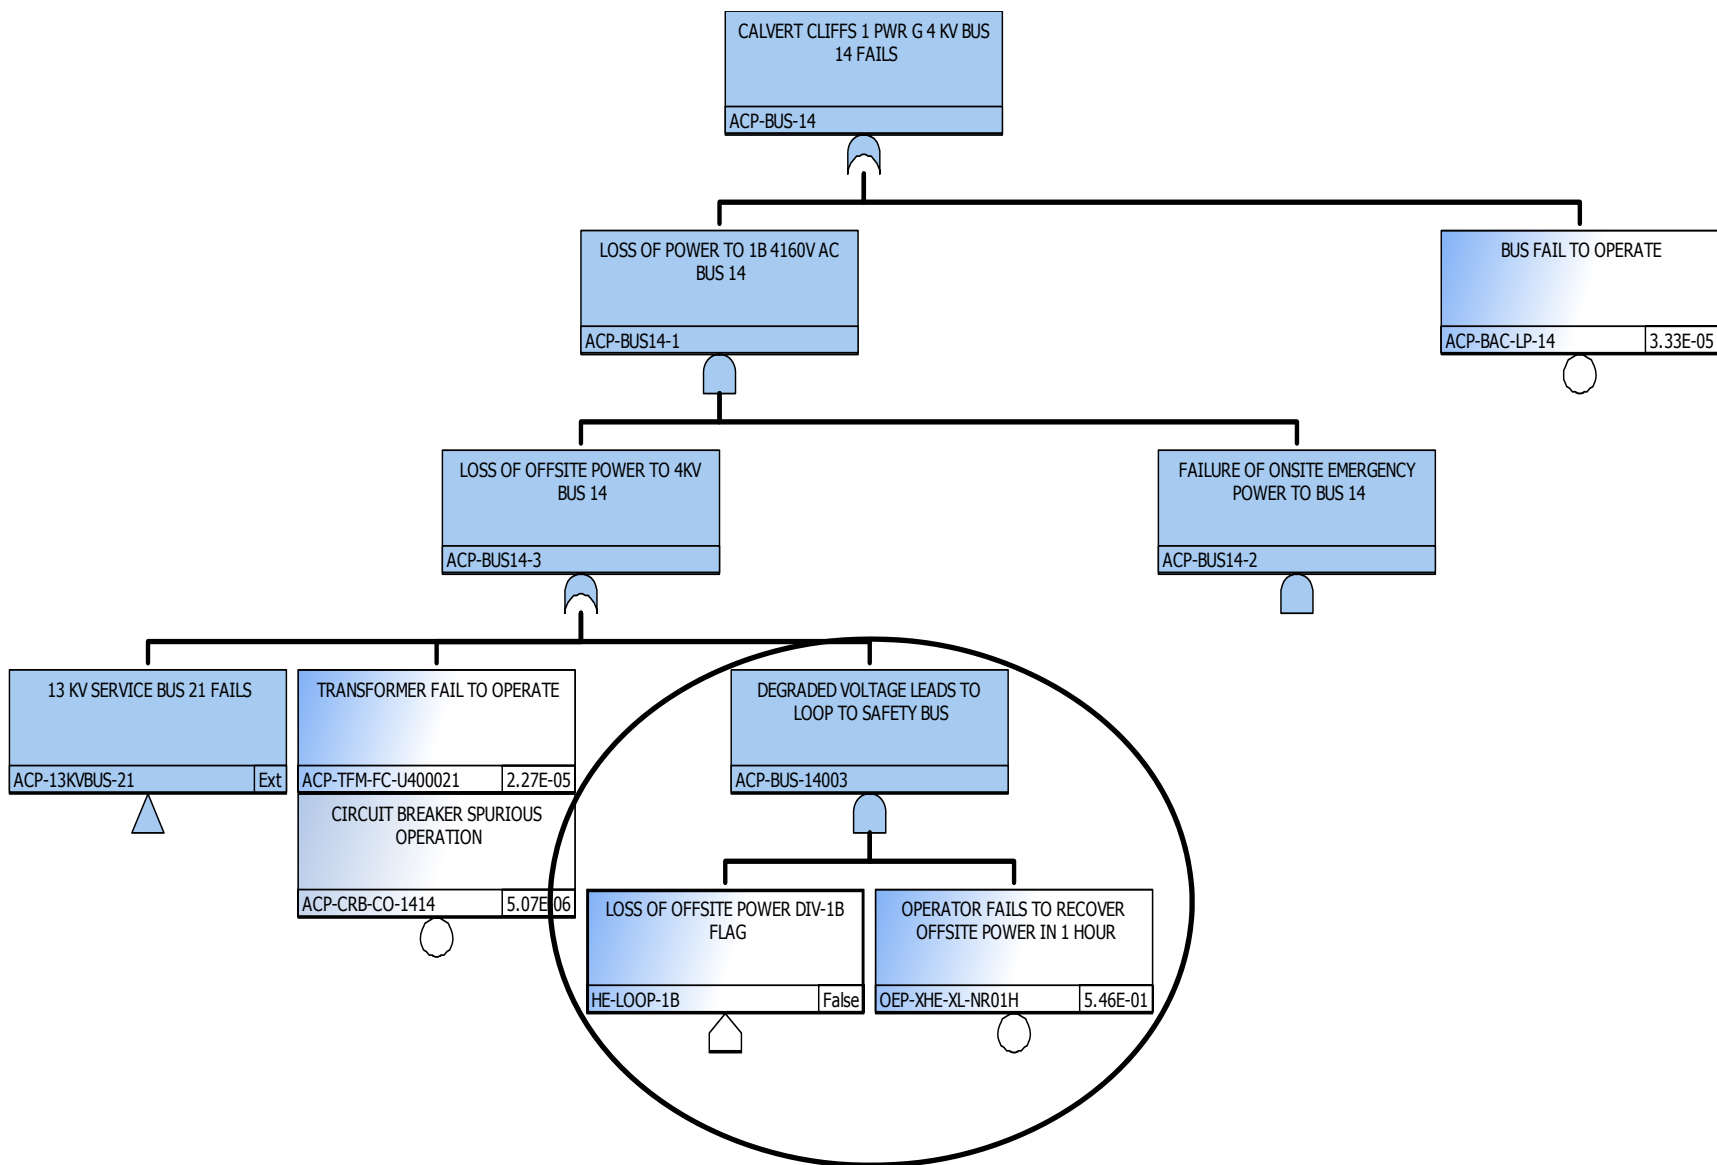 CALVERT CLIFFS 1 PWR G 4 KV BUS
14 FAILS
ACP-BUS-14
LOSS OF POWER TO 1B 4160V AC
BUS 14
ACP-BUS14-1
BUS FAIL TO OPERATE
ACP-BAC-LP-14 3.33E-05
LOSS OF OFFSITE POWER TO 4KV
BUS 14
ACP-BUS14-3
FAILURE OF ONSITE EMERGENCY
POWER TO BUS 14
ACP-BUS14-2
13 KV SERVICE BUS 21 FAILS
ACP-13KVBUS-21 Ext
TRANSFORMER FAIL TO OPERATE
ACP-TFM-FC-U400021 2.27E-05
CIRCUIT BREAKER SPURIOUS
OPERATION
ACP-CRB-CO-1414 5.07E-06
DEGRADED VOLTAGE LEADS TO
LOOP TO SAFETY BUS
ACP-BUS-14003
LOSS OF OFFSITE POWER DIV-1B
FLAG
HE-LOOP-1B False
OPERATOR FAILS TO RECOVER
OFFSITE POWER IN 1 HOUR
OEP-XHE-XL-NR01H 5.46E-01